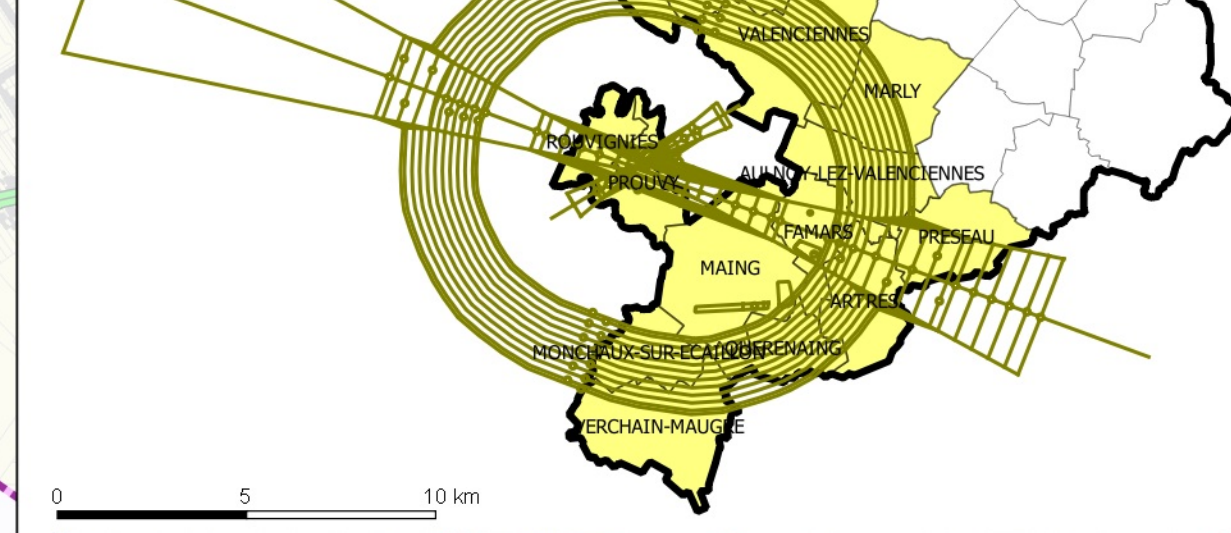 VALENCIENNES
MARLY
ROUVIGNIES
AULNOY-LEZ-VALENCIENNES
PROUVY
FAMARS
PRESEAU
MAING
ARTRES
MONCHAUX-SUR-ECAILLON
QUERENAING
VERCHAIN-MAUGRE
0 5 10 km